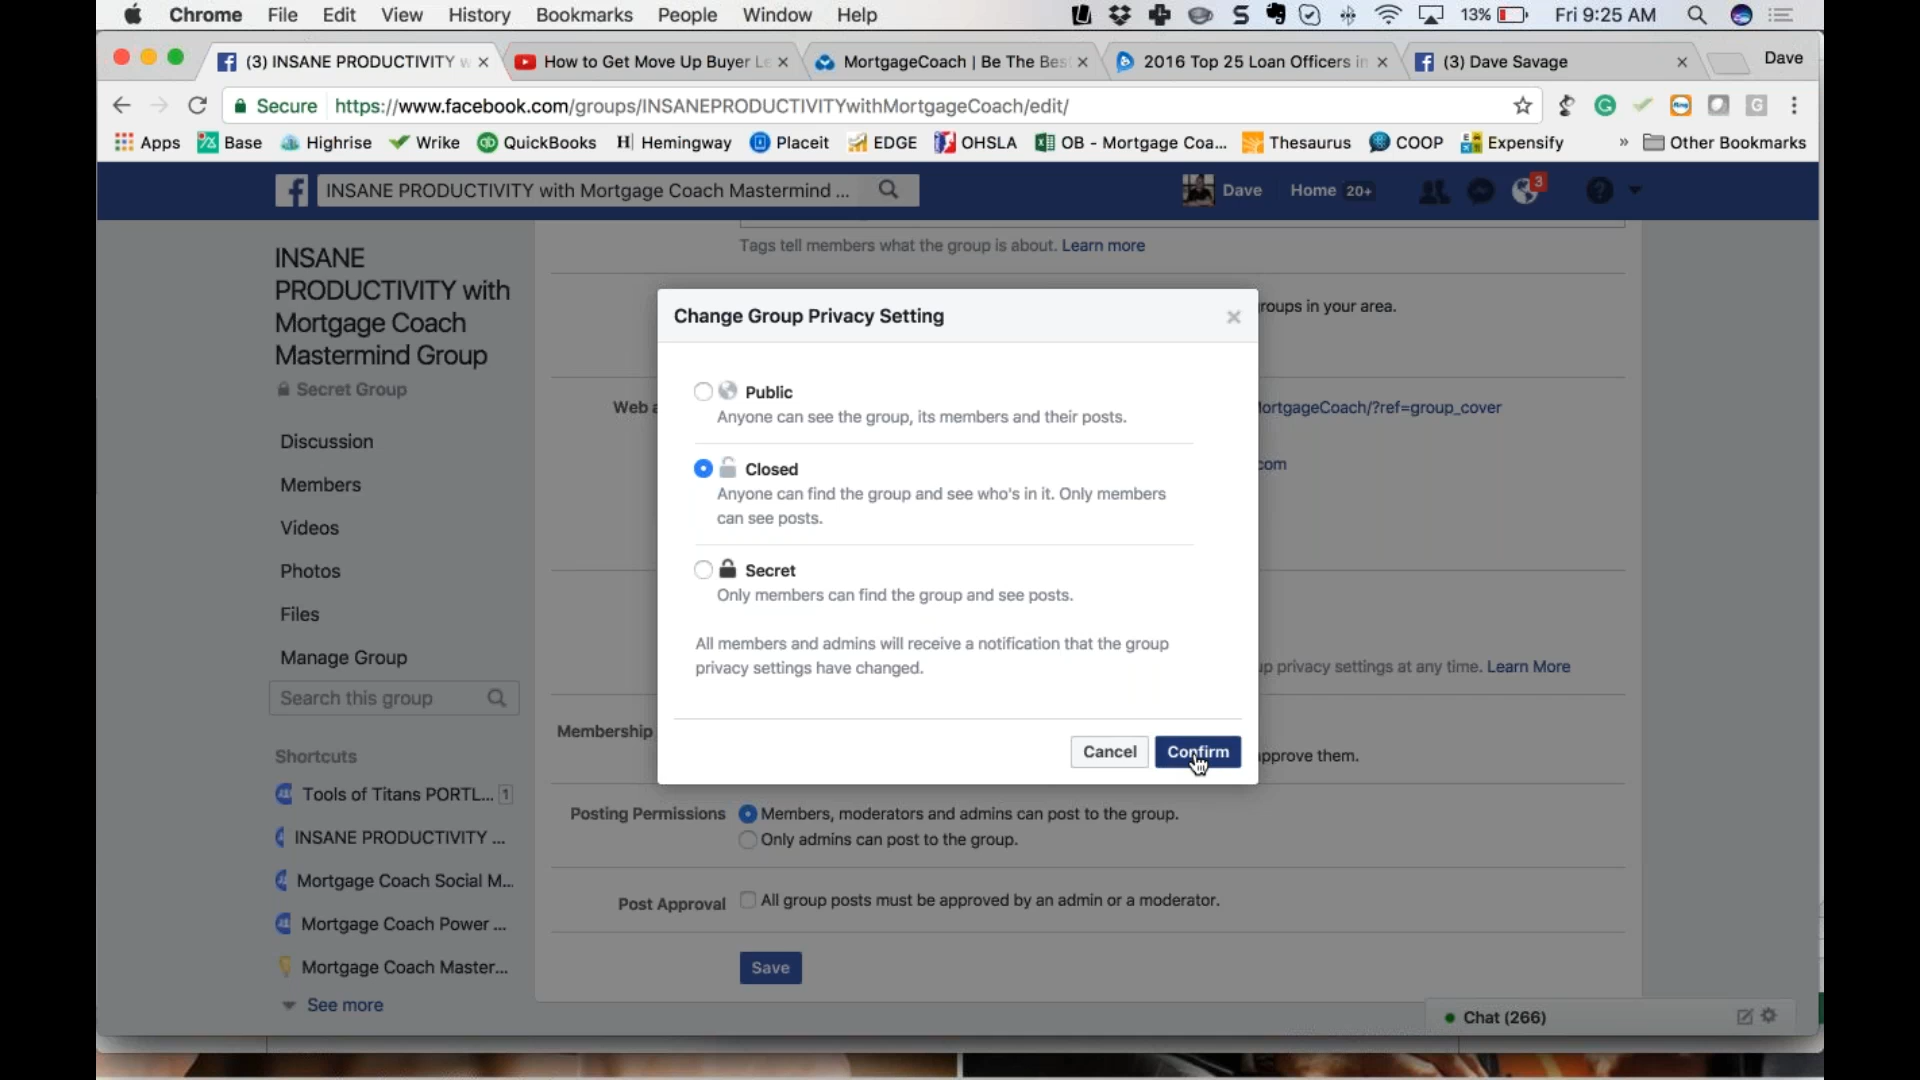 Chrome File Edit View History Bookmarks People Window Help 13% Fri 9:25 AM
(3) INSANE PRODUCTIVITY w How to Get Move Up Buyer Le MortgageCoach | Be The Bes 2016 Top 25 Loan Officers in (3) Dave Savage Dave
Secure https://www.facebook.com/groups/INSANEPRODUCTIVITYwithMortgageCoach/edit/
Apps Base Highrise Wrike QuickBooks Hemingway Placeit EDGE OHSLA OB - Mortgage Coa... Thesaurus COOP Expensify » Other Bookmarks
INSANE PRODUCTIVITY with Mortgage Coach Mastermind ... Dave Home 20+ 3
Tags tell members what the group is about. Learn more
INSANE
PRODUCTIVITY with
Mortgage Coach
Mastermind Group
Secret Group
Discussion
Members
Videos
Photos
Files
Manage Group
Search this group
Shortcuts
Tools of Titans PORTL... 1
INSANE PRODUCTIVITY ...
Mortgage Coach Social M...
Mortgage Coach Power ...
Mortgage Coach Master...
See more
Change Group Privacy Setting
Public
Anyone can see the group, its members and their posts.
Closed
Anyone can find the group and see who's in it. Only members
can see posts.
Secret
Only members can find the group and see posts.
All members and admins will receive a notification that the group
privacy settings have changed.
Cancel Confirm
roups in your area.
Web a
ortgageCoach/?ref=group_cover
com
up privacy settings at any time. Learn More
Membership
approve them.
Posting Permissions Members, moderators and admins can post to the group.
Only admins can post to the group.
Post Approval All group posts must be approved by an admin or a moderator.
Save
Chat (266)